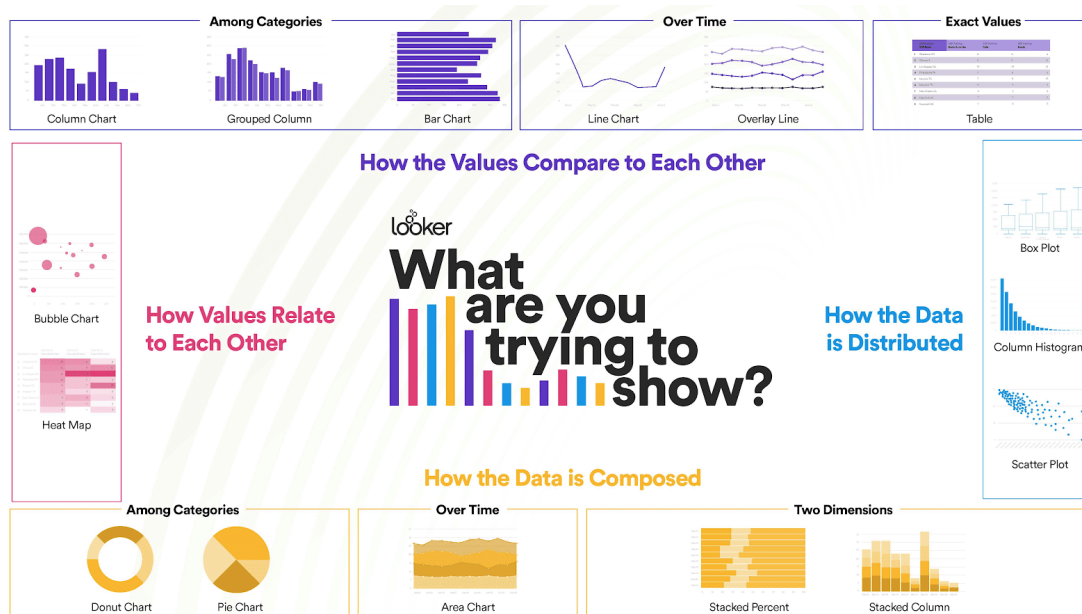 Among Categories
Over Time
Exact Values
Column Chart
Grouped Column
Bar Chart
Line Chart
Overlay Line
Table
How the Values Compare to Each Other
looker
What
are you
trying to
show?
Bubble Chart
Heat Map
How Values Relate
to Each Other
How the Data
is Distributed
Box Plot
Column Histogram
Scatter Plot
How the Data is Composed
Among Categories
Over Time
Two Dimensions
Donut Chart
Pie Chart
Area Chart
Stacked Percent
Stacked Column